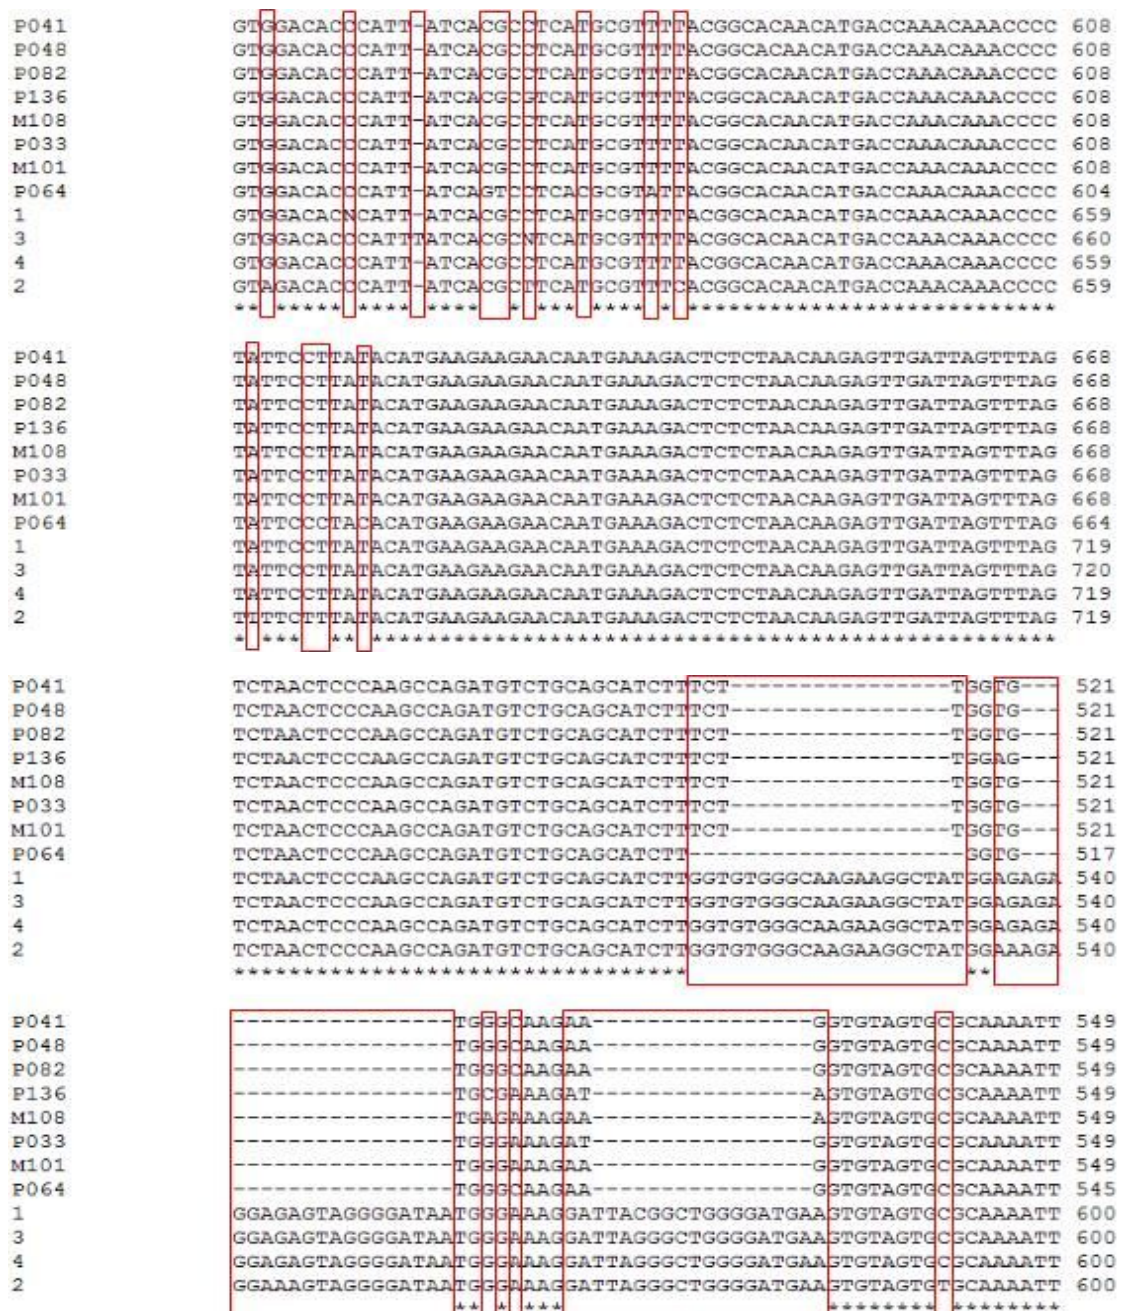 P041 GTGGACACCCATT-ATCACGCCTCATGCGTTTTACGGCACAACATGACCAAACAAACCCC 608
P048 GTGGACACCCATT-ATCACGCCTCATGCGTTTTACGGCACAACATGACCAAACAAACCCC 608
P082 GTGGACACCCATT-ATCACGCCTCATGCGTTTTACGGCACAACATGACCAAACAAACCCC 608
P136 GTGGACACCCATT-ATCACGCGTCATGCGTTTTACGGCACAACATGACCAAACAAACCCC 608
M108 GTGGACACCCATT-ATCACGCCTCATGCGTTTTACGGCACAACATGACCAAACAAACCCC 608
P033 GTGGACACCCATT-ATCACGCCTCATGCGTTTTACGGCACAACATGACCAAACAAACCCC 608
M101 GTGGACACCCATT-ATCACGCCTCATGCGTTTTACGGCACAACATGACCAAACAAACCCC 608
P064 GTGGACACCCATT-ATCAGTCCTCACGCGTATTACGGCACAACATGACCAAACAAACCCC 604
1 GTGGACACNCATT-ATCACGCCTCATGCGTTTTACGGCACAACATGACCAAACAAACCCC 659
3 GTGGACACCCATTTATCACGCNTCATGCGTTTTACGGCACAACATGACCAAACAAACCCC 660
4 GTGGACACCCATT-ATCACGCCTCATGCGTTTTACGGCACAACATGACCAAACAAACCCC 659
2 GTAGACACCCATT-ATCACGCTTCATGCGTTTCACGGCACAACATGACCAAACAAACCCC 659
** ***** **** ****  * *** **** * ***************************
P041 TATTCCTTATACATGAAGAAGAACAATGAAAGACTCTCTAACAAGAGTTGATTAGTTTAG 668
P048 TATTCCTTATACATGAAGAAGAACAATGAAAGACTCTCTAACAAGAGTTGATTAGTTTAG 668
P082 TATTCCTTATACATGAAGAAGAACAATGAAAGACTCTCTAACAAGAGTTGATTAGTTTAG 668
P136 TATTCCTTATACATGAAGAAGAACAATGAAAGACTCTCTAACAAGAGTTGATTAGTTTAG 668
M108 TATTCCTTATACATGAAGAAGAACAATGAAAGACTCTCTAACAAGAGTTGATTAGTTTAG 668
P033 TATTCCTTATACATGAAGAAGAACAATGAAAGACTCTCTAACAAGAGTTGATTAGTTTAG 668
M101 TATTCCTTATACATGAAGAAGAACAATGAAAGACTCTCTAACAAGAGTTGATTAGTTTAG 668
P064 TATTCCCTACACATGAAGAAGAACAATGAAAGACTCTCTAACAAGAGTTGATTAGTTTAG 664
1 TATTCCTTATACATGAAGAAGAACAATGAAAGACTCTCTAACAAGAGTTGATTAGTTTAG 719
3 TATTCCTTATACATGAAGAAGAACAATGAAAGACTCTCTAACAAGAGTTGATTAGTTTAG 720
4 TATTCCTTATACATGAAGAAGAACAATGAAAGACTCTCTAACAAGAGTTGATTAGTTTAG 719
2 TTTTCTTTATACATGAAGAAGAACAATGAAAGACTCTCTAACAAGAGTTGATTAGTTTAG 719
* ***  ** **************************************************
P041 TCTAACTCCCAAGCCAGATGTCTGCAGCATCTTTCT----------------TGGTG--- 521
P048 TCTAACTCCCAAGCCAGATGTCTGCAGCATCTTTCT----------------TGGTG--- 521
P082 TCTAACTCCCAAGCCAGATGTCTGCAGCATCTTTCT----------------TGGTG--- 521
P136 TCTAACTCCCAAGCCAGATGTCTGCAGCATCTTTCT----------------TGGAG--- 521
M108 TCTAACTCCCAAGCCAGATGTCTGCAGCATCTTTCT----------------TGGTG--- 521
P033 TCTAACTCCCAAGCCAGATGTCTGCAGCATCTTTCT----------------TGGTG--- 521
M101 TCTAACTCCCAAGCCAGATGTCTGCAGCATCTTTCT----------------TGGTG--- 521
P064 TCTAACTCCCAAGCCAGATGTCTGCAGCATCTT--------------------GGTG--- 517
1 TCTAACTCCCAAGCCAGATGTCTGCAGCATCTTGGTGTGGGCAAGAAGGCTATGGAGAGA 540
3 TCTAACTCCCAAGCCAGATGTCTGCAGCATCTTGGTGTGGGCAAGAAGGCTATGGAGAGA 540
4 TCTAACTCCCAAGCCAGATGTCTGCAGCATCTTGGTGTGGGCAAGAAGGCTATGGAGAGA 540
2 TCTAACTCCCAAGCCAGATGTCTGCAGCATCTTGGTGTGGGCAAGAAGGCTATGGAAAGA 540
*********************************                    **
P041 ----------------TGGGCAAGAA----------------GGTGTAGTGCGCAAAATT 549
P048 ----------------TGGGCAAGAA----------------GGTGTAGTGCGCAAAATT 549
P082 ----------------TGGGCAAGAA----------------GGTGTAGTGCGCAAAATT 549
P136 ----------------TGCGAAAGAT----------------AGTGTAGTGCGCAAAATT 549
M108 ----------------TGAGAAAGAA----------------AGTGTAGTGCGCAAAATT 549
P033 ----------------TGGGAAAGAT----------------GGTGTAGTGCGCAAAATT 549
M101 ----------------TGGGAAAGAA----------------GGTGTAGTGCGCAAAATT 549
P064 ----------------TGGGCAAGAA----------------GGTGTAGTGCGCAAAATT 545
1 GGAGAGTAGGGGATAATGGGAAAGGATTACGGCTGGGGATGAAGTGTAGTGCGCAAAATT 600
3 GGAGAGTAGGGGATAATGGGAAAGGATTAGGGCTGGGGATGAAGTGTAGTGCGCAAAATT 600
4 GGAGAGTAGGGGATAATGGGAAAGGATTAGGGCTGGGGATGAAGTGTAGTGCGCAAAATT 600
2 GGAAAGTAGGGGATAATGGGAAAGGATTAGGGCTGGGGATGAAGTGTAGTGTGCAAAATT 600
** * ***                   ******** ********